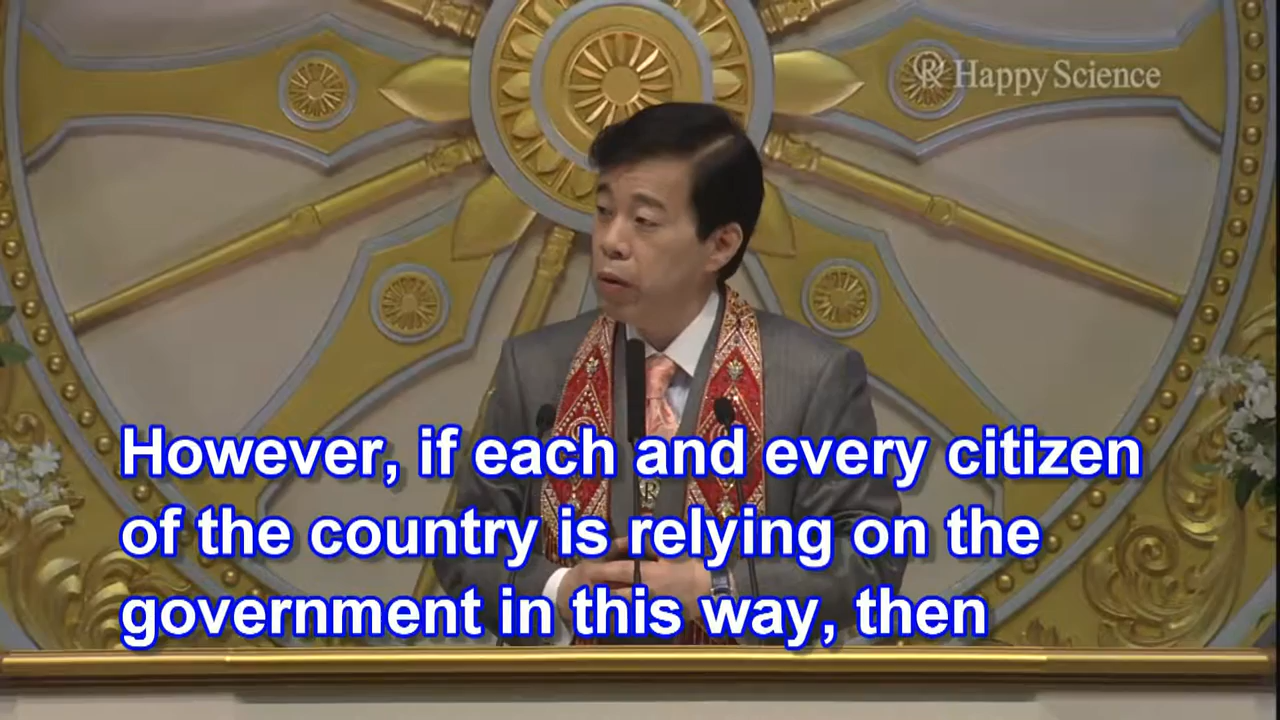 Happy Science
However, if each and every citizen
of the country is relying on the
government in this way, then